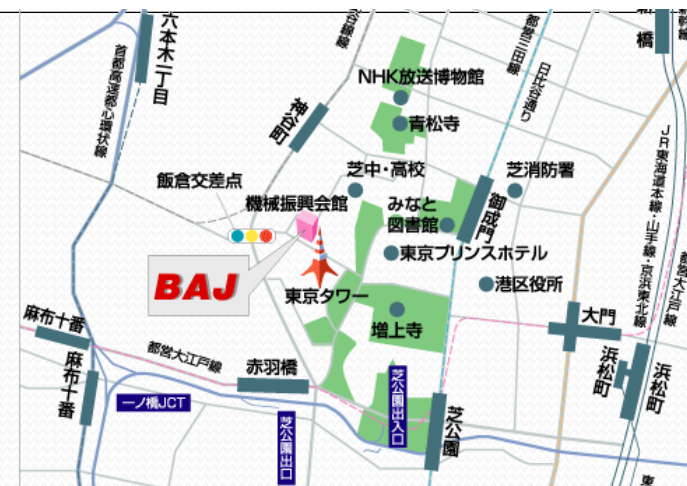 六本木一丁目
首都高速都心環状線
神谷町
NHK放送博物館
青松寺
都営三田線
日比谷通り
橋
芝中・高校
芝消防署
飯倉交差点
機械振興会館
みなと
図書館
御成門
東京プリンスホテル
BAJ
東京タワー
港区役所
JR東海道本線・山手線・京浜東北線
都営大江戸線
増上寺
大門
麻布十番
麻布十番
都営大江戸線
赤羽橋
浜松町
浜松町
一ノ橋JCT
芝公園出口
芝公園出入口
芝公園